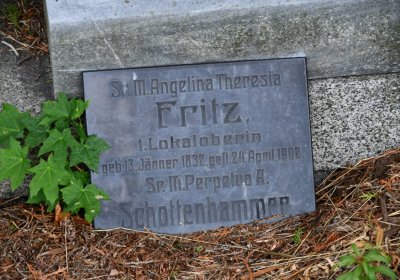 Sr. M. Angelina Theresia
Fritz,
1. Lokaloberin
geb 13. Jänner 1832, geſt 24. April 1902
Sr. M. Perpetua A.
Schottenhammer